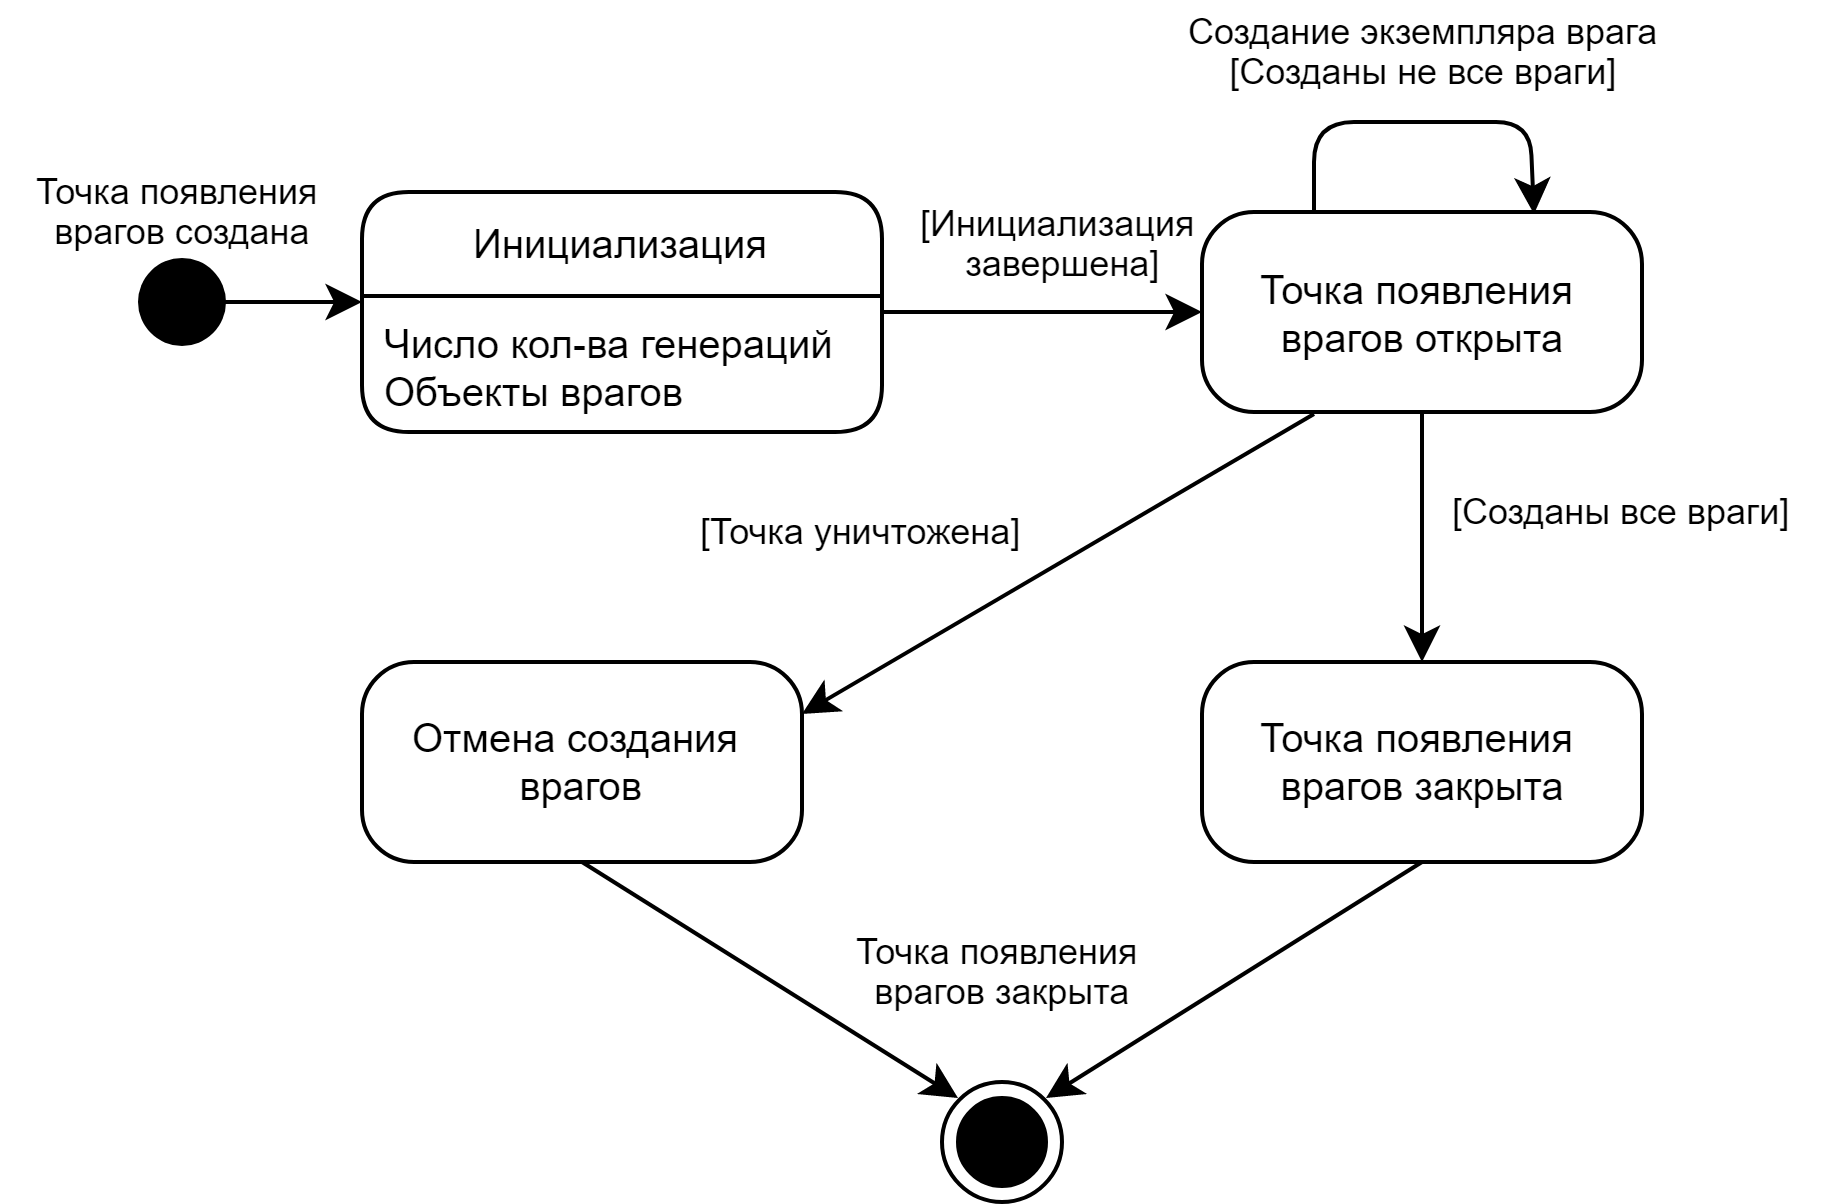 Создание экземпляра врага
[Созданы не все враги]
Точка появления
врагов создана
Инициализация
Число кол-ва генераций
Объекты врагов
[Инициализация
завершена]
Точка появления
врагов открыта
[Точка уничтожена]
[Созданы все враги]
Отмена создания
врагов
Точка появления
врагов закрыта
Точка появления
врагов закрыта